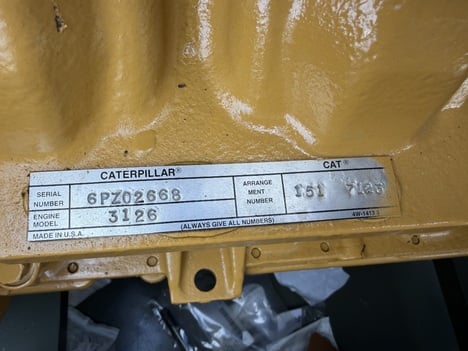 CATERPILLAR® CAT®
SERIAL NUMBER 6PZ02668 ARRANGE MENT NUMBER 151
ENGINE MODEL 3126
(ALWAYS GIVE ALL NUMBERS) 4W-1413
MADE IN U.S.A.